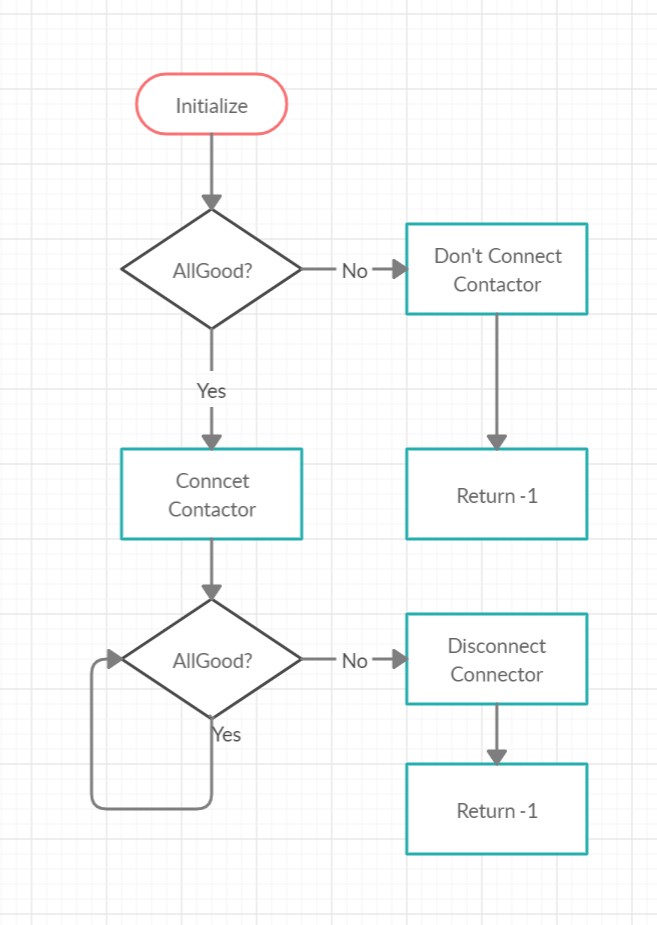 Initialize
AllGood?
No
Don't Connect
Contactor
Yes
Conncet
Contactor
Return -1
AllGood?
No
Disconnect
Connector
Yes
Return -1